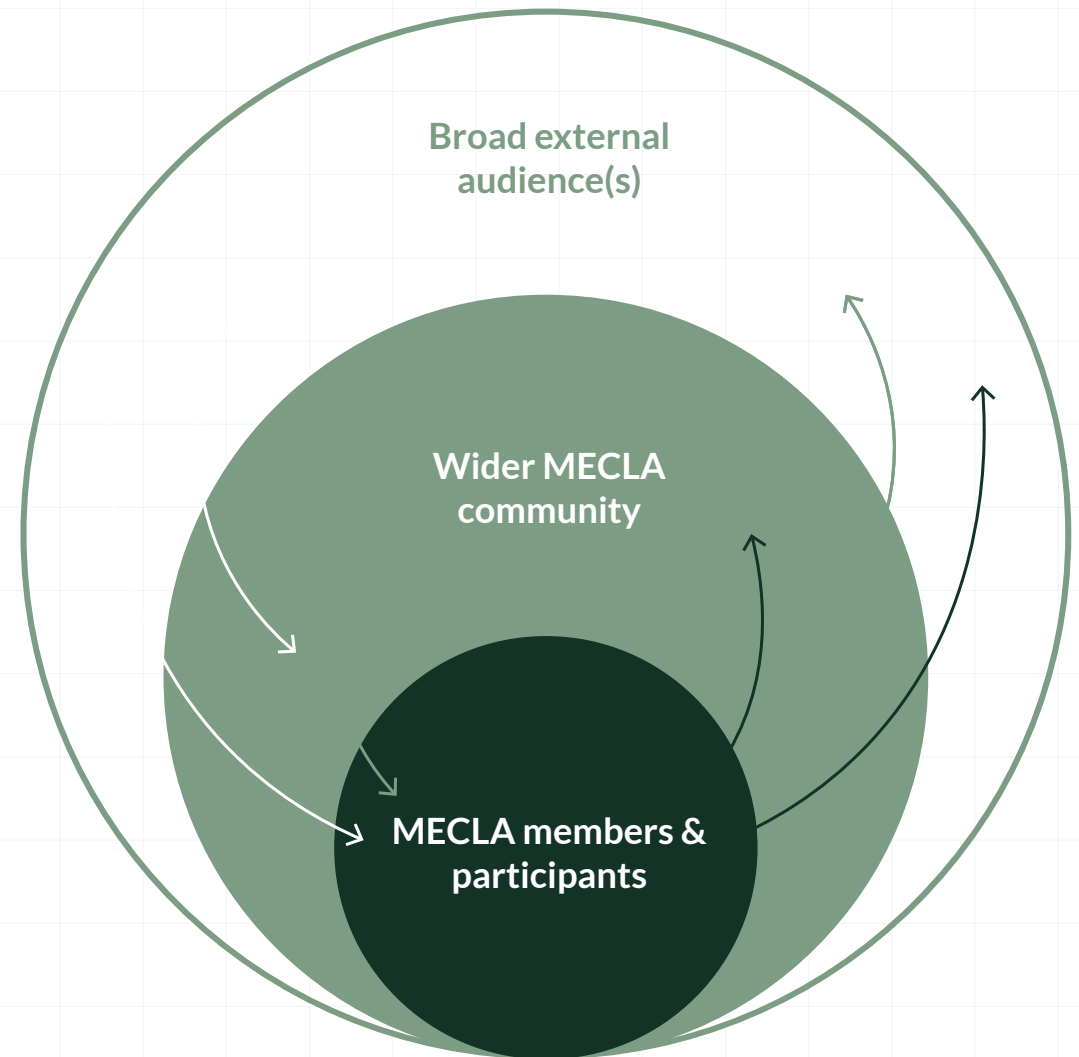 Broad external
audience(s)
Wider MECLA
community
MECLA members &
participants